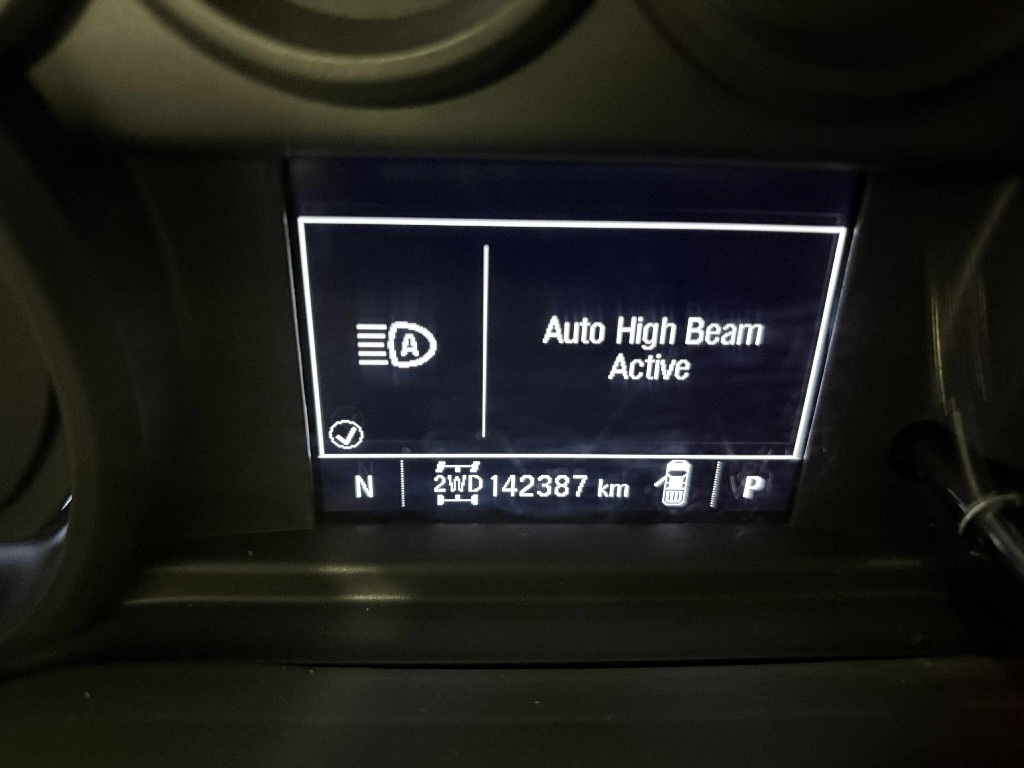 A
Auto High Beam
Active
N 2WD 142387 km P